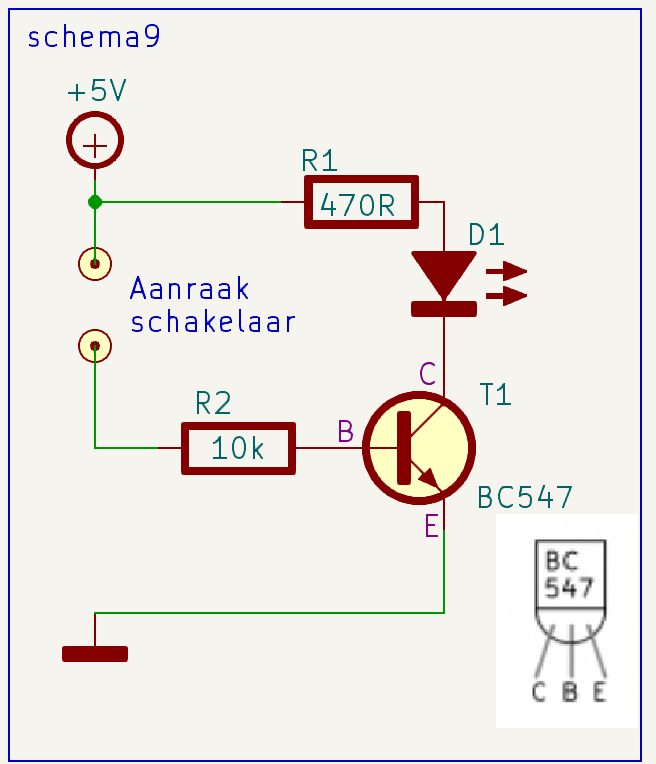 schema9
+5V
R1
470R
D1
Aanraak
schakelaar
C
T1
R2
10k
B
BC547
E
BC
547
C B E